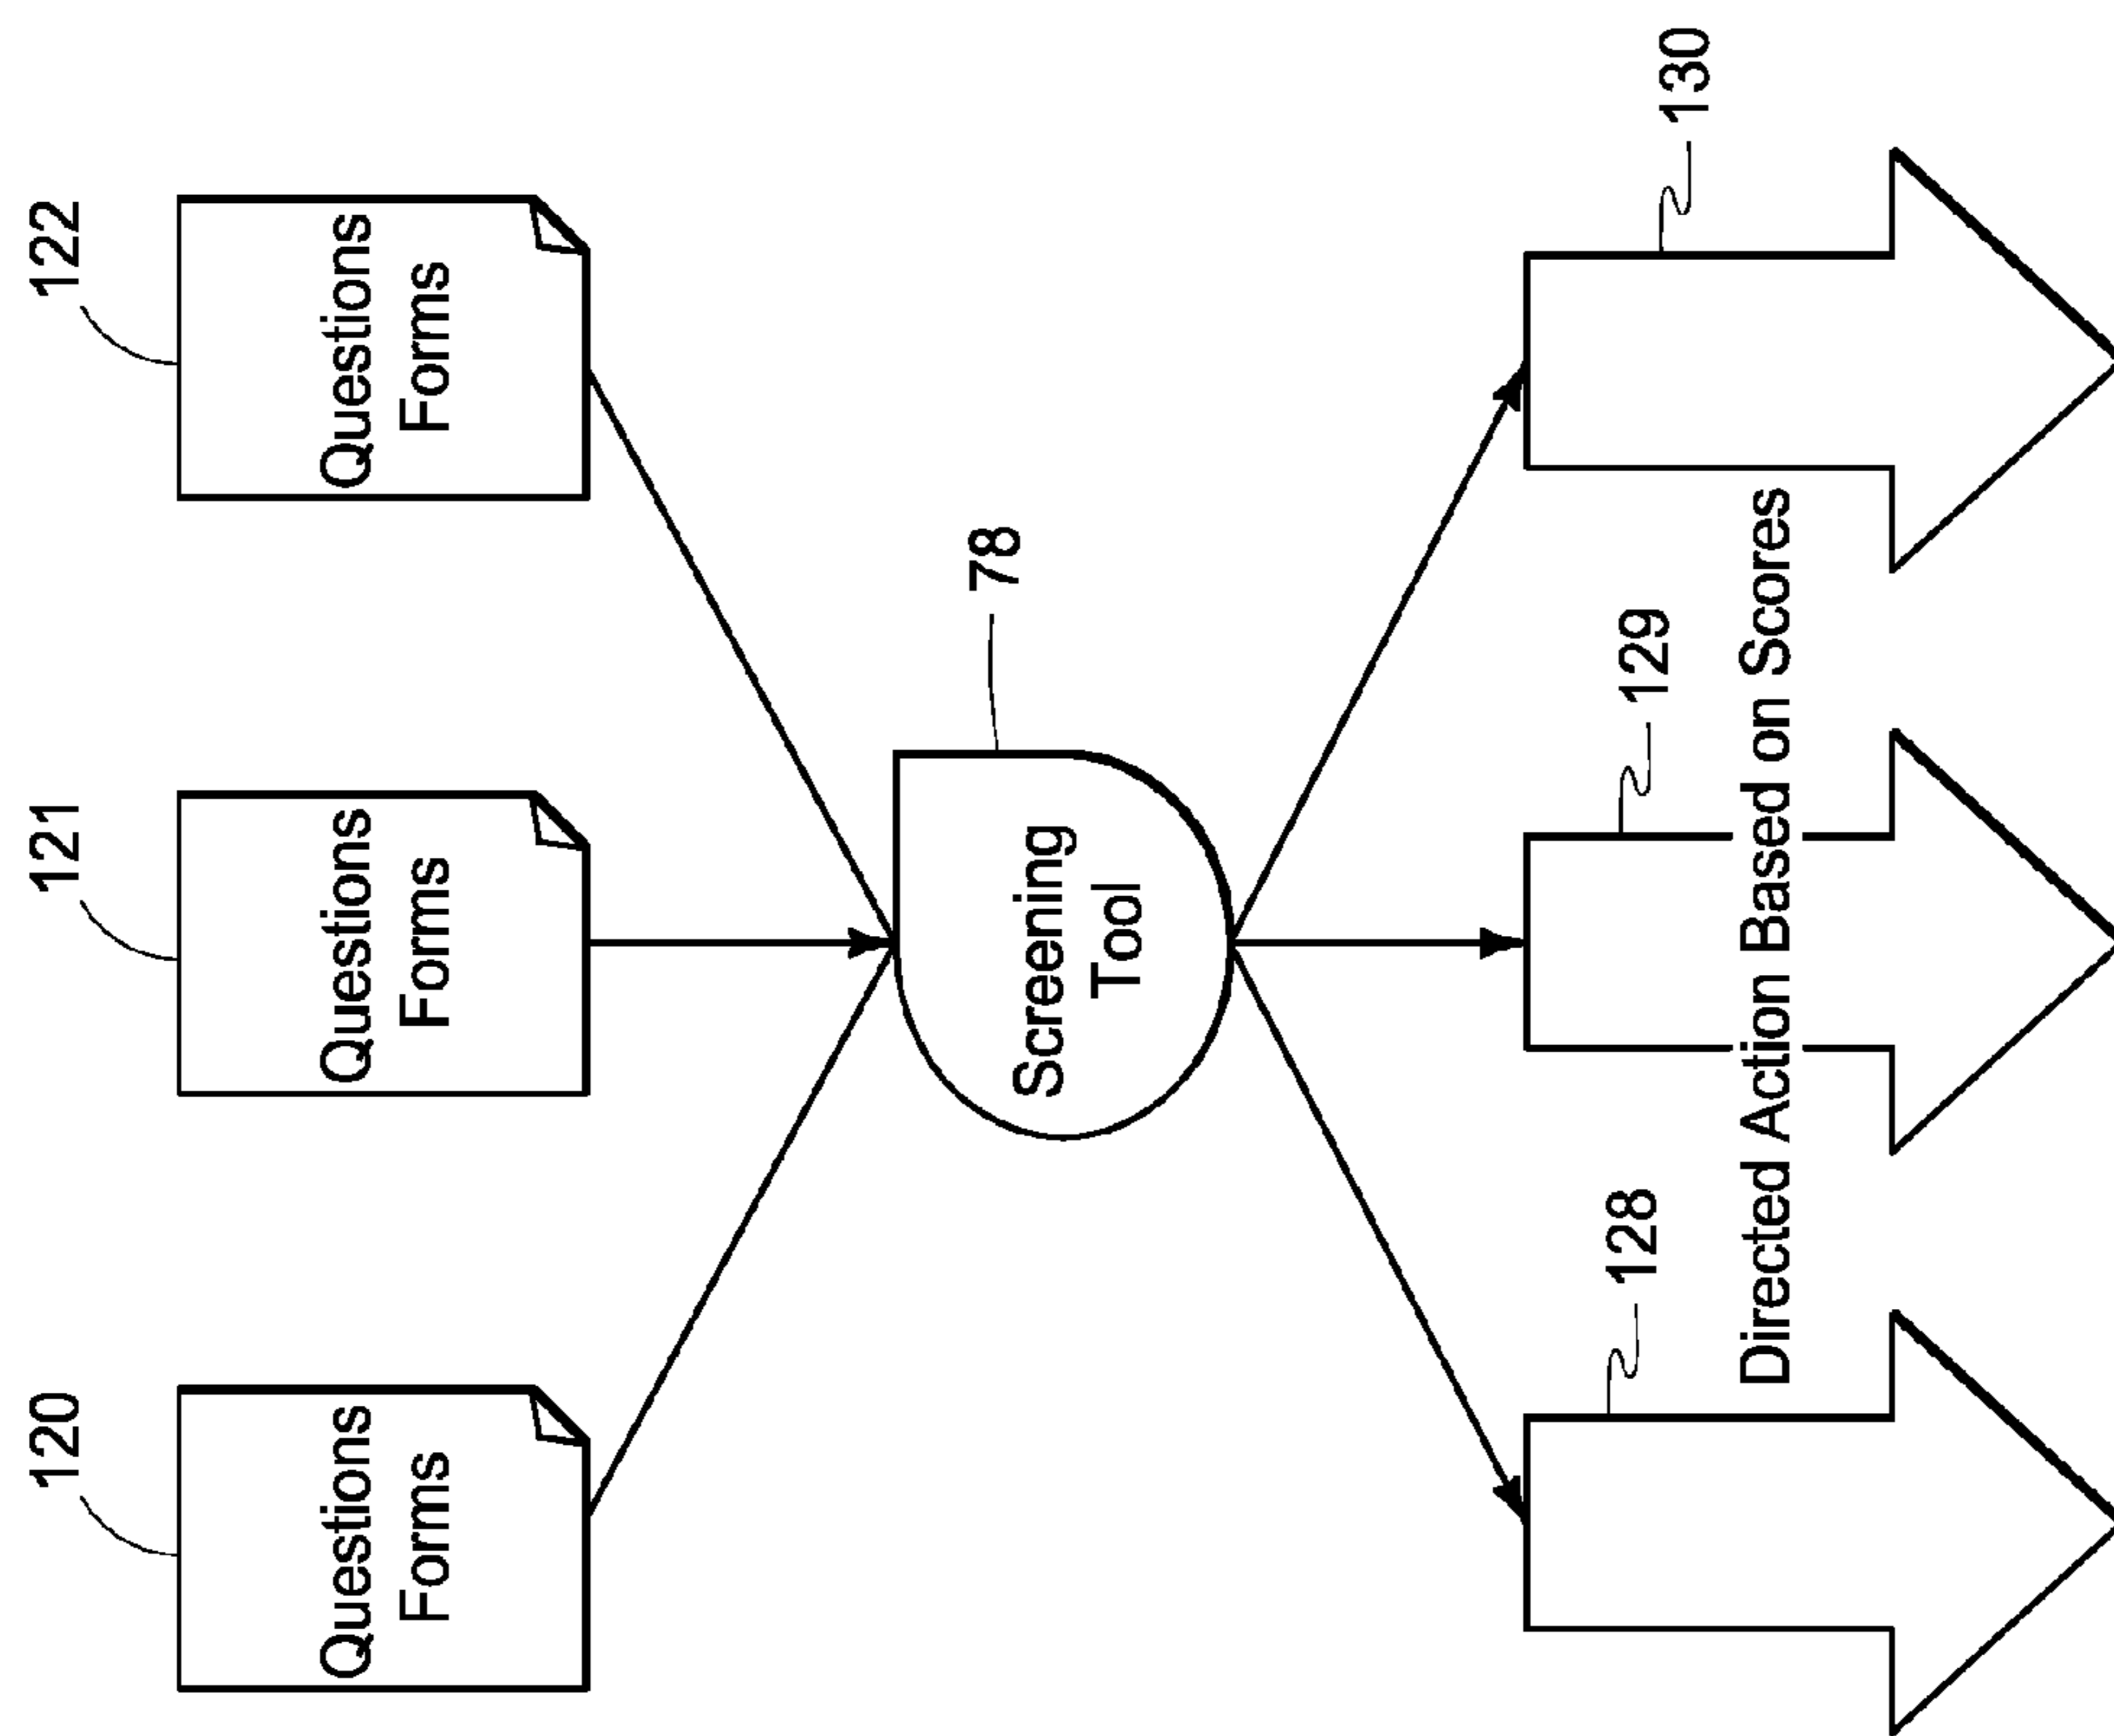 120
Questions
Forms
121
Questions
Forms
122
Questions
Forms
78
Screening
Tool
128
129
130
Directed Action Based on Scores